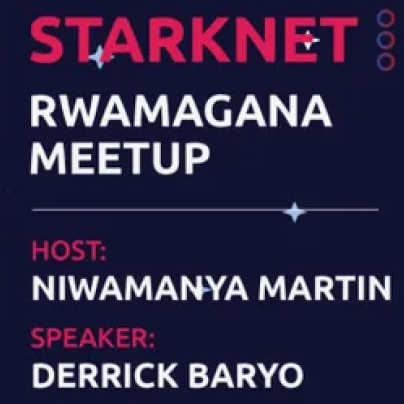 STARKNET
RWAMAGANA
MEETUP
HOST:
NIWAMANYA MARTIN
SPEAKER:
DERRICK BARYO